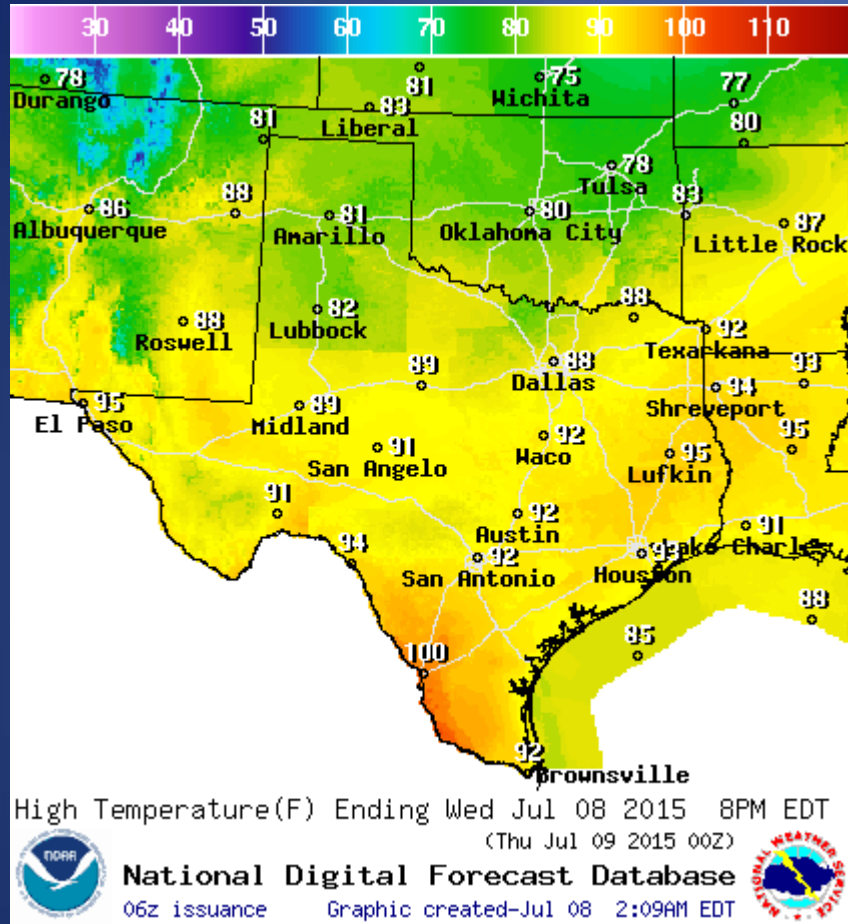 30 40 50 60 70 80 90 100 110
78 81 75
Durango Wichita
83 77
Liberal
81 80
78
Tulsa
86 88 81 80 83 87
Albuquerque Amarillo Oklahoma City Little Rock
88 82 88
Roswell Lubbock 92
Texarkana
89 88 93
Dallas
95 89 94
El Paso Midland Shreveport
91 92 95 95
San Angelo Waco Lufkin
91 92 91
Austin
94 92 93 Lake Charles
San Antonio Houston
88
85
100
92
Brownsville
High Temperature(F) Ending Wed Jul 08 2015 8PM EDT
(Thu Jul 09 2015 00Z)
NOAA
National Digital Forecast Database
06z issuance Graphic created-Jul 08 2:09AM EDT
NATIONAL WEATHER SERVICE